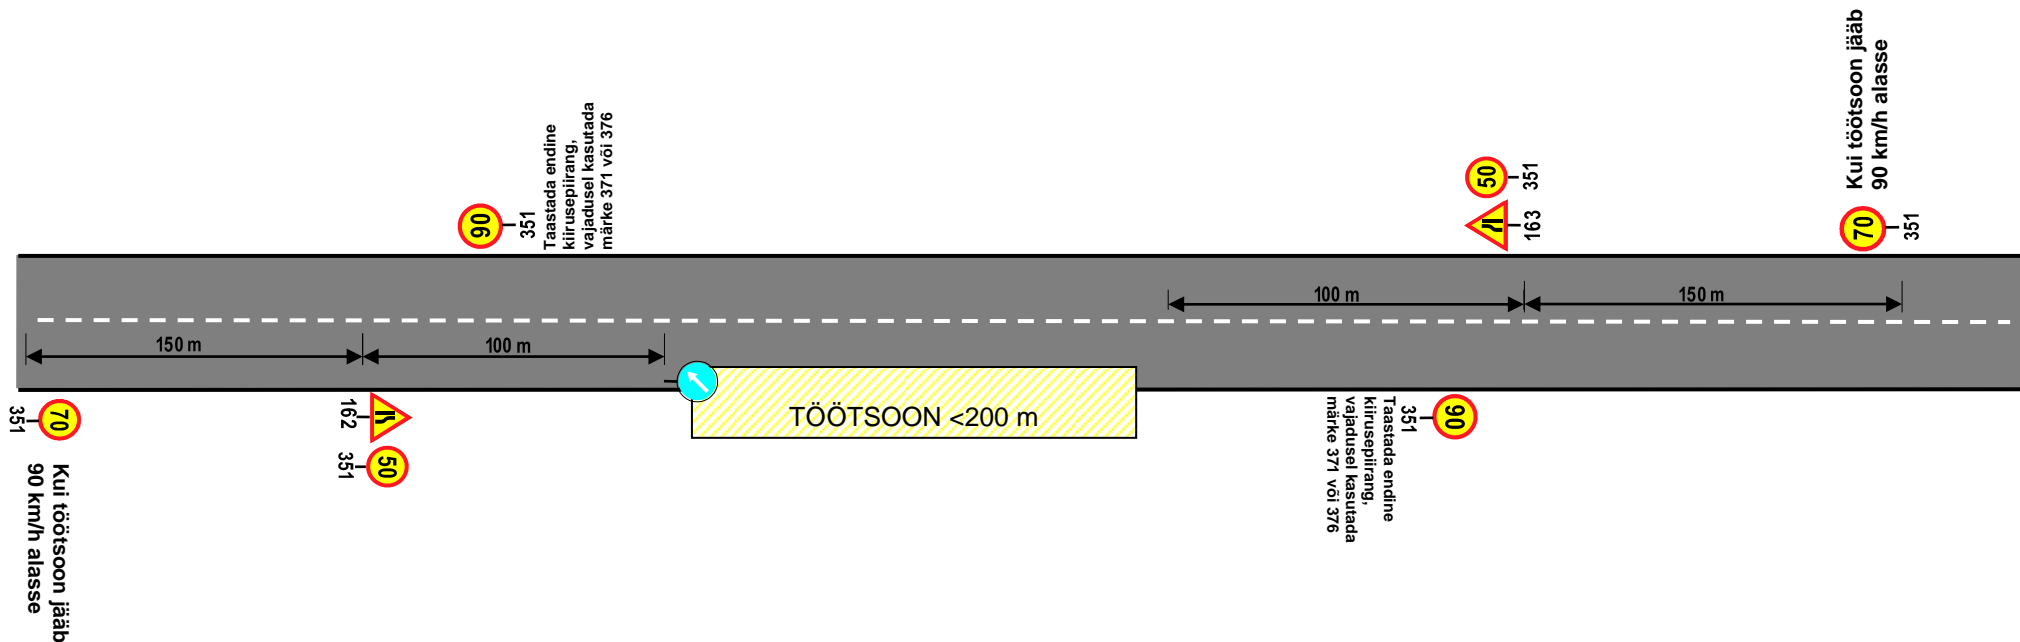 Kui töötsoon jääb
90 km/h alasse
Taastada endine
kiirusepiirang,
vajadusel kasutada
märke 371 või 376
90
351
50
351
163
70
351
100 m
150 m
150 m
100 m
TÖÖTSOON <200 m
70
351
162
50
351
90
351
Taastada endine
kiirusepiirang,
vajadusel kasutada
märke 371 või 376
Kui töötsoon jääb
90 km/h alasse